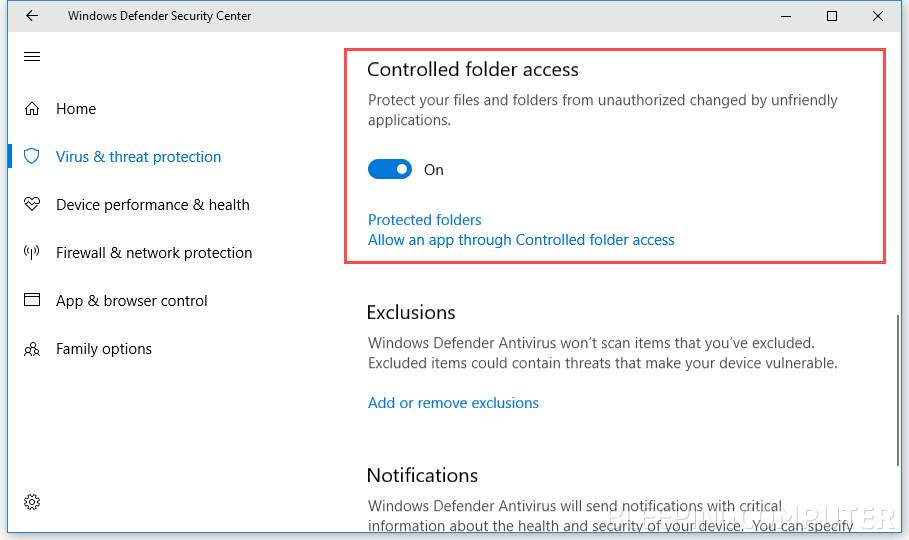 Windows Defender Security Center
Home
Virus & threat protection
Device performance & health
Firewall & network protection
App & browser control
Family options
Controlled folder access
Protect your files and folders from unauthorized changed by unfriendly
applications.
On
Protected folders
Allow an app through Controlled folder access
Exclusions
Windows Defender Antivirus won't scan items that you've excluded.
Excluded items could contain threats that make your device vulnerable.
Add or remove exclusions
Notifications
Windows Defender Antivirus will send notifications with critical
information about the health and security of your device. You can specify
BLEEPINGCOMPUTER